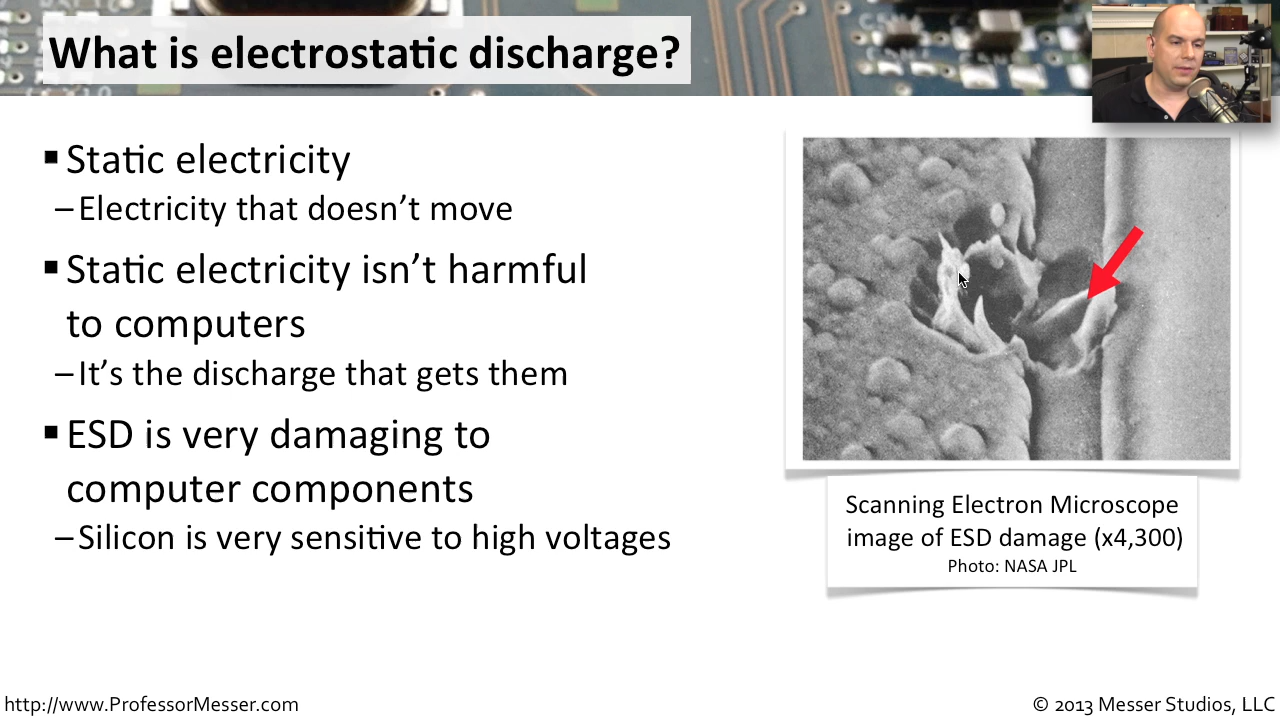 What is electrostatic discharge?
▪ Static electricity
– Electricity that doesn’t move
▪ Static electricity isn’t harmful
to computers
– It’s the discharge that gets them
▪ ESD is very damaging to
computer components
– Silicon is very sensitive to high voltages
Scanning Electron Microscope
image of ESD damage (x4,300)
Photo: NASA JPL
http://www.ProfessorMesser.com
© 2013 Messer Studios, LLC